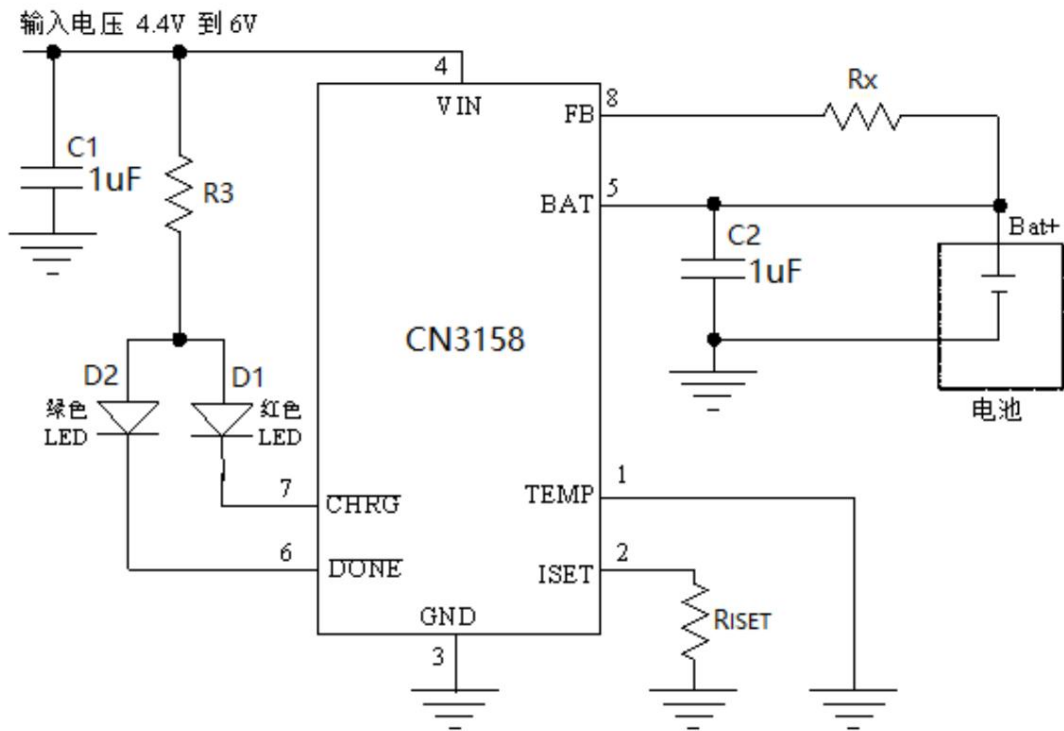 输入电压 4.4V 到 6V
4
VIN
C1
1uF
R3
D2
D1
绿色
LED
红色
LED
7
CHRG
6
DONE
GND
3
CN3158
FB
8
Rx
BAT
5
C2
1uF
Bat+
电池
TEMP
1
ISET
2
RISET